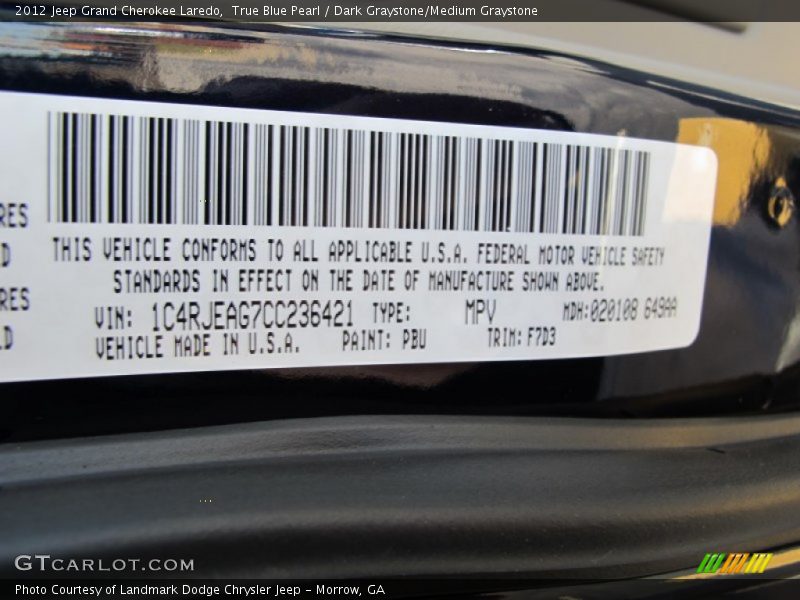 2012 Jeep Grand Cherokee Laredo, True Blue Pearl / Dark Graystone/Medium Graystone
RES
D
RES
D
THIS VEHICLE CONFORMS TO ALL APPLICABLE U.S.A. FEDERAL MOTOR VEHICLE SAFETY
STANDARDS IN EFFECT ON THE DATE OF MANUFACTURE SHOWN ABOVE.
VIN: 1C4RJEAG7CC236421 TYPE: MPV MDH:020108 649AA
VEHICLE MADE IN U.S.A. PAINT: PBU TRIM: F7D3
GTCARLOT.COM
Photo Courtesy of Landmark Dodge Chrysler Jeep - Morrow, GA